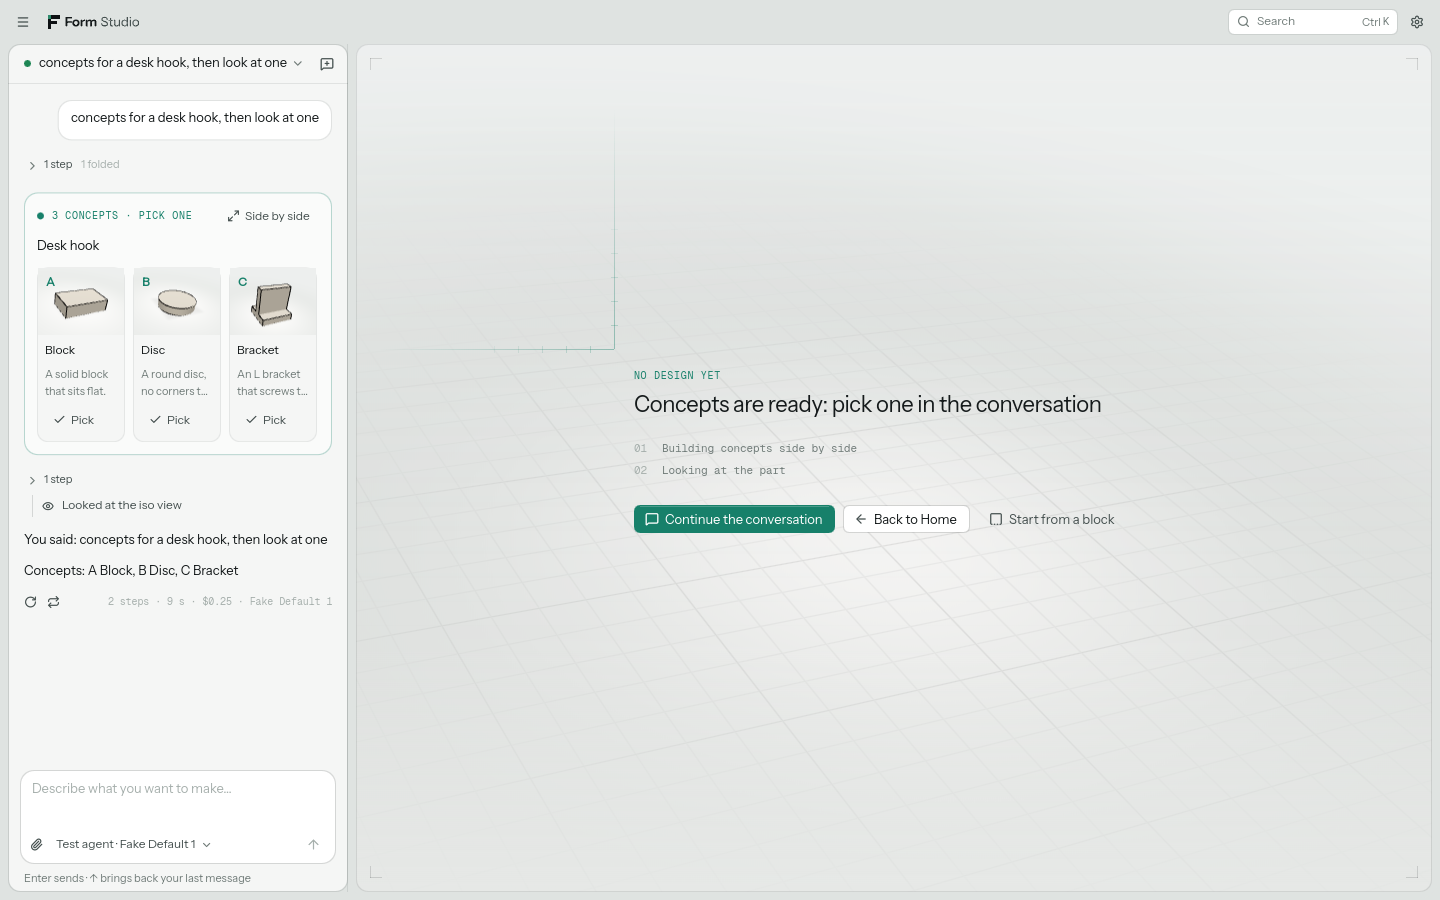 Form Studio
Search
Ctrl K
concepts for a desk hook, then look at one
concepts for a desk hook, then look at one
1 step 1 folded
3 CONCEPTS · PICK ONE
Side by side
Desk hook
A
B
C
Block
Disc
Bracket
A solid block
that sits flat.
A round disc,
no corners t...
An L bracket
that screws t...
Pick
Pick
Pick
1 step
Looked at the iso view
You said: concepts for a desk hook, then look at one
Concepts: A Block, B Disc, C Bracket
2 steps · 9 s · $0.25 · Fake Default 1
Describe what you want to make...
Test agent · Fake Default 1
Enter sends · ↑ brings back your last message
NO DESIGN YET
Concepts are ready: pick one in the conversation
01 Building concepts side by side
02 Looking at the part
Continue the conversation
Back to Home
Start from a block